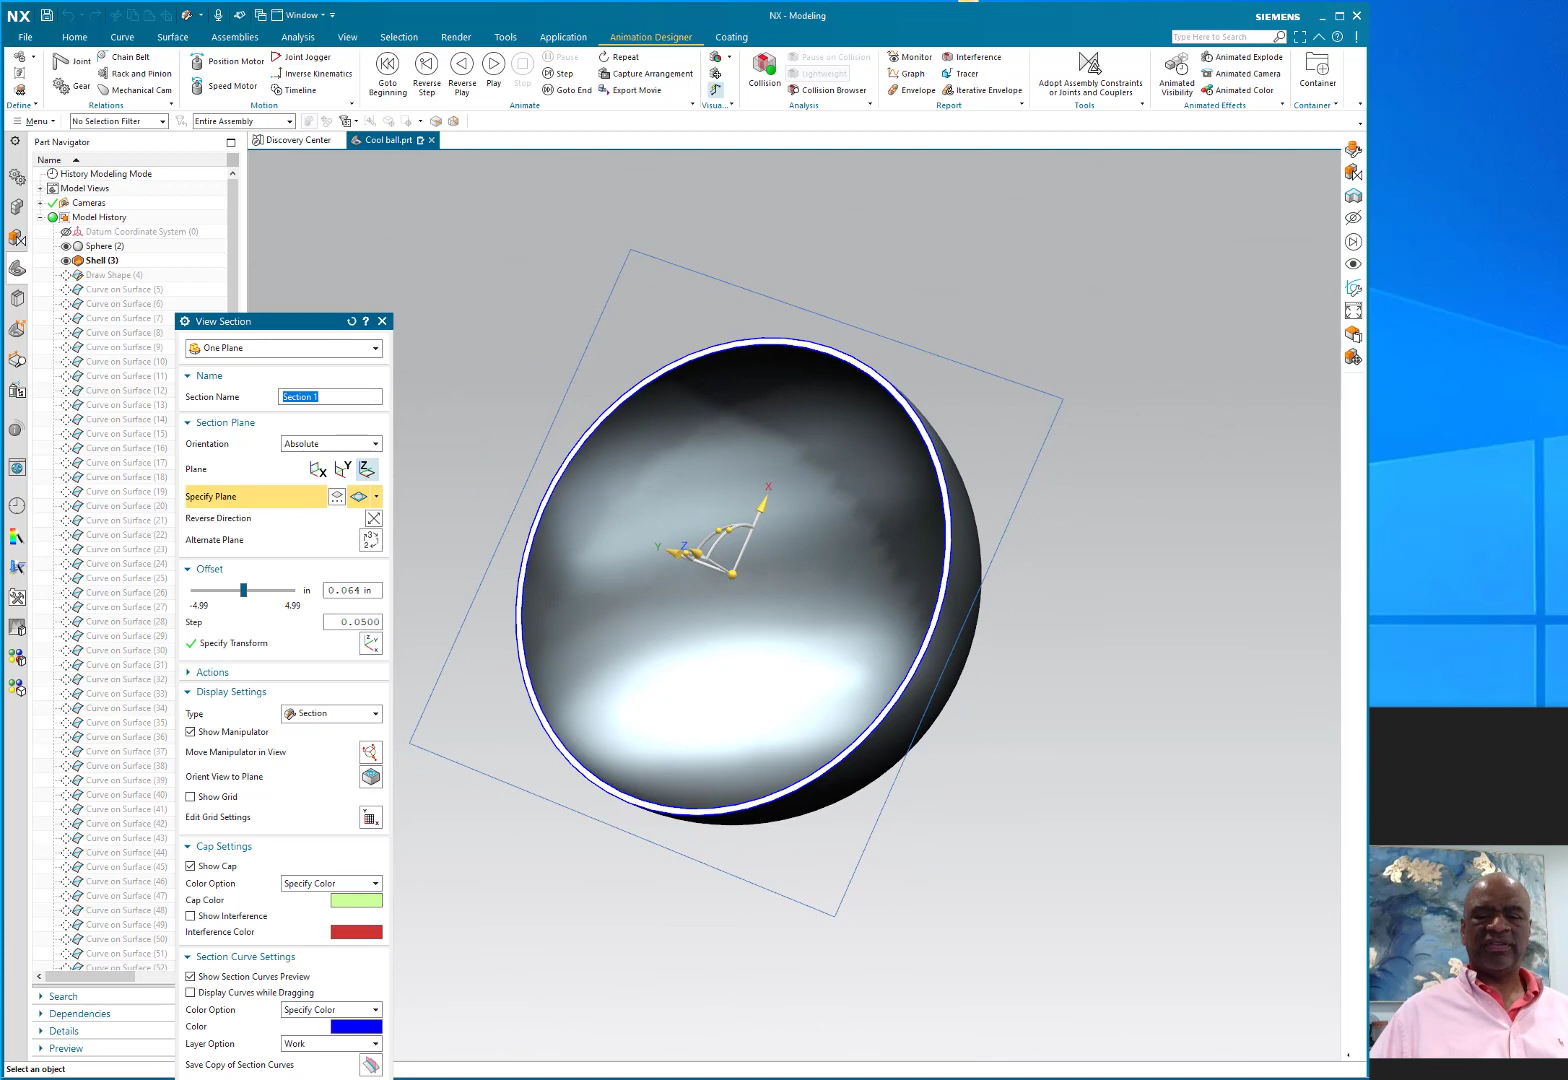 NX
Window
NX - Modeling
SIEMENS
File Home Curve Surface Assemblies Analysis View Selection Render Tools Application Animation Designer Coating
Type Here to Search
Joint
Gear
Chain Belt
Rack and Pinion
Mechanical Cam
Position Motor
Speed Motor
Joint Jogger
Inverse Kinematics
Timeline
Goto Beginning
Reverse Step
Reverse Play
Play
Stop
Pause
Step
Goto End
Repeat
Capture Arrangement
Export Movie
Collision
Pause on Collision
Lightweight
Collision Browser
Monitor
Graph
Envelope
Interference
Tracer
Iterative Envelope
Adopt Assembly Constraints
or Joints and Couplers
Animated Visibility
Animated Explode
Animated Camera
Animated Color
Container
Define Relations Motion Animate Visua... Analysis Report Tools Animated Effects Container
Menu No Selection Filter Entire Assembly
Part Navigator
Discovery Center
Cool ball.prt
Name
History Modeling Mode
Model Views
Cameras
Model History
Datum Coordinate System (0)
Sphere (2)
Shell (3)
Draw Shape (4)
Curve on Surface (5)
Curve on Surface (6)
Curve on Surface (7)
Curve on Surface (8)
Curve on Surface (9)
Curve on Surface (10)
Curve on Surface (11)
Curve on Surface (12)
Curve on Surface (13)
Curve on Surface (14)
Curve on Surface (15)
Curve on Surface (16)
Curve on Surface (17)
Curve on Surface (18)
Curve on Surface (19)
Curve on Surface (20)
Curve on Surface (21)
Curve on Surface (22)
Curve on Surface (23)
Curve on Surface (24)
Curve on Surface (25)
Curve on Surface (26)
Curve on Surface (27)
Curve on Surface (28)
Curve on Surface (29)
Curve on Surface (30)
Curve on Surface (31)
Curve on Surface (32)
Curve on Surface (33)
Curve on Surface (34)
Curve on Surface (35)
Curve on Surface (36)
Curve on Surface (37)
Curve on Surface (38)
Curve on Surface (39)
Curve on Surface (40)
Curve on Surface (41)
Curve on Surface (42)
Curve on Surface (43)
Curve on Surface (44)
Curve on Surface (45)
Curve on Surface (46)
Curve on Surface (47)
Curve on Surface (48)
Curve on Surface (49)
Curve on Surface (50)
Curve on Surface (51)
Curve on Surface (52)
Search
Dependencies
Details
Preview
Select an object
View Section
One Plane
Name
Section Name Section 1
Section Plane
Orientation Absolute
Plane X Y Z
Specify Plane
Reverse Direction
Alternate Plane
Offset
in 0.064 in
-4.99 4.99
Step 0.0500
Specify Transform
Actions
Display Settings
Type Section
Show Manipulator
Move Manipulator in View
Orient View to Plane
Show Grid
Edit Grid Settings
Cap Settings
Show Cap
Color Option Specify Color
Cap Color
Show Interference
Interference Color
Section Curve Settings
Show Section Curves Preview
Display Curves while Dragging
Color Option Specify Color
Color
Layer Option Work
Save Copy of Section Curves
X
Y Z